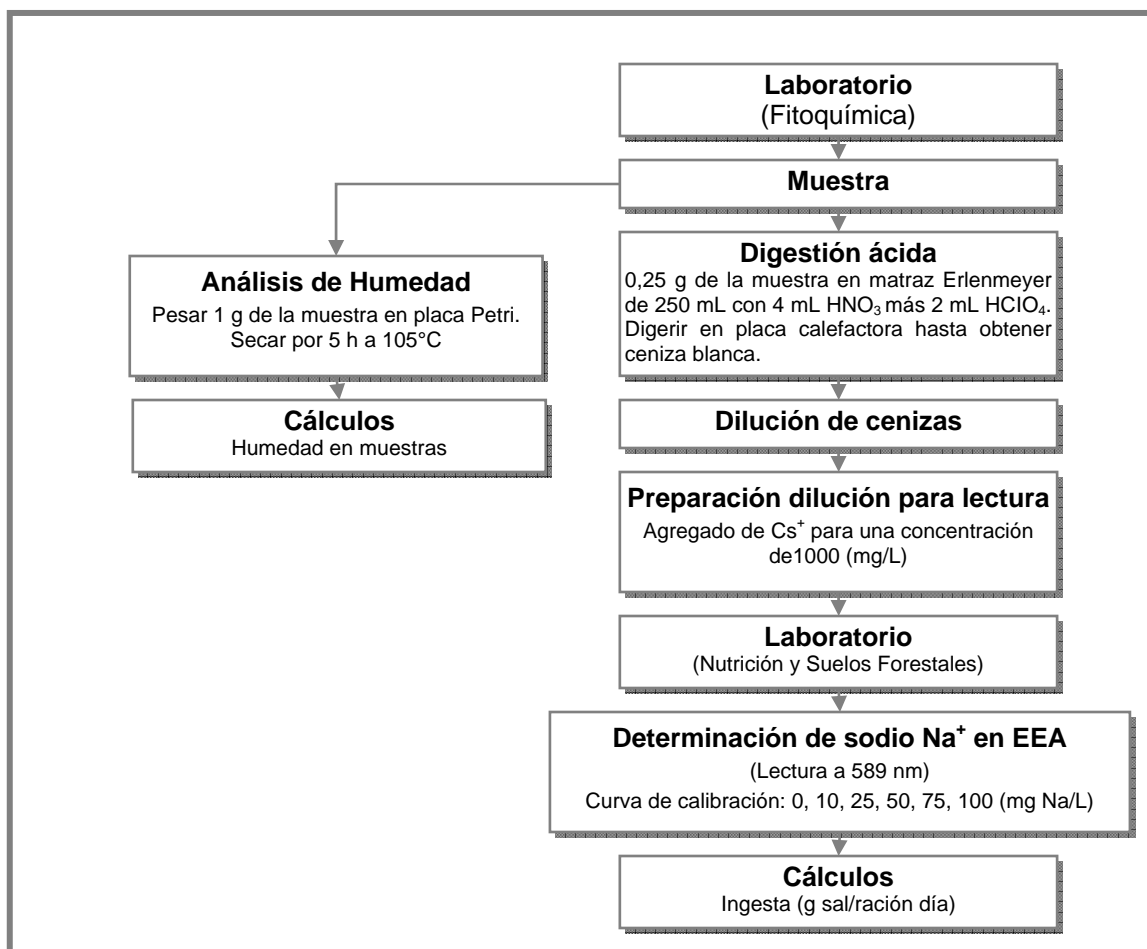 Laboratorio
(Fitoquímica)
Muestra
Análisis de Humedad
Pesar 1 g de la muestra en placa Petri.
Secar por 5 h a 105°C
Cálculos
Humedad en muestras
Digestión ácida
0,25 g de la muestra en matraz Erlenmeyer
de 250 mL con 4 mL HNO₃ más 2 mL HClO₄.
Digerir en placa calefactora hasta obtener
ceniza blanca.
Dilución de cenizas
Preparación dilución para lectura
Agregado de Cs⁺ para una concentración
de1000 (mg/L)
Laboratorio
(Nutrición y Suelos Forestales)
Determinación de sodio Na⁺ en EEA
(Lectura a 589 nm)
Curva de calibración: 0, 10, 25, 50, 75, 100 (mg Na/L)
Cálculos
Ingesta (g sal/ración día)